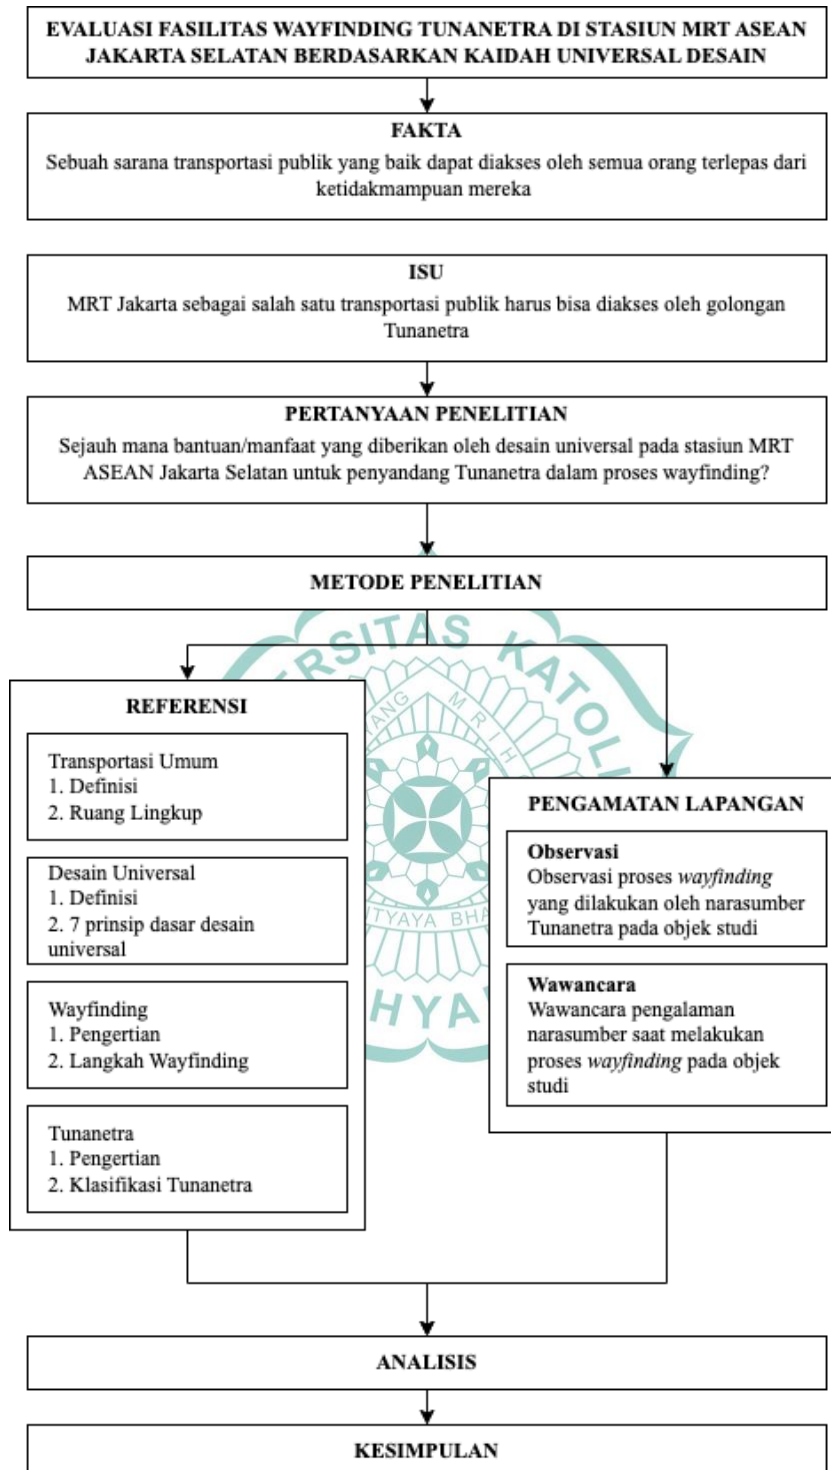 EVALUASI FASILITAS WAYFINDING TUNANETRA DI STASIUN MRT ASEAN
JAKARTA SELATAN BERDASARKAN KAIDAH UNIVERSAL DESAIN
FAKTA
Sebuah sarana transportasi publik yang baik dapat diakses oleh semua orang terlepas dari
ketidakmampuan mereka
ISU
MRT Jakarta sebagai salah satu transportasi publik harus bisa diakses oleh golongan
Tunanetra
PERTANYAAN PENELITIAN
Sejauh mana bantuan/manfaat yang diberikan oleh desain universal pada stasiun MRT
ASEAN Jakarta Selatan untuk penyandang Tunanetra dalam proses wayfinding?
METODE PENELITIAN
REFERENSI
Transportasi Umum
1. Definisi
2. Ruang Lingkup
Desain Universal
1. Definisi
2. 7 prinsip dasar desain
universal
Wayfinding
1. Pengertian
2. Langkah Wayfinding
Tunanetra
1. Pengertian
2. Klasifikasi Tunanetra
PENGAMATAN LAPANGAN
Observasi
Observasi proses wayfinding
yang dilakukan oleh narasumber
Tunanetra pada objek studi
Wawancara
Wawancara pengalaman
narasumber saat melakukan
proses wayfinding pada objek
studi
ANALISIS
KESIMPULAN